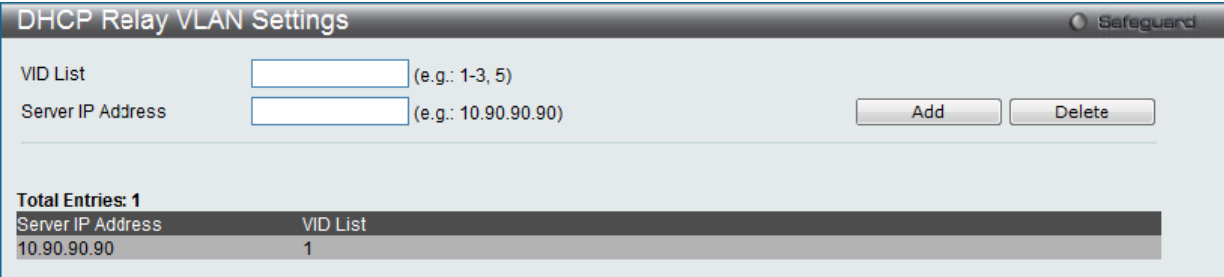 DHCP Relay VLAN Settings
Safeguard
VID List (e.g.: 1-3, 5)
Server IP Address (e.g.: 10.90.90.90) Add Delete
Total Entries: 1
Server IP Address VID List
10.90.90.90 1